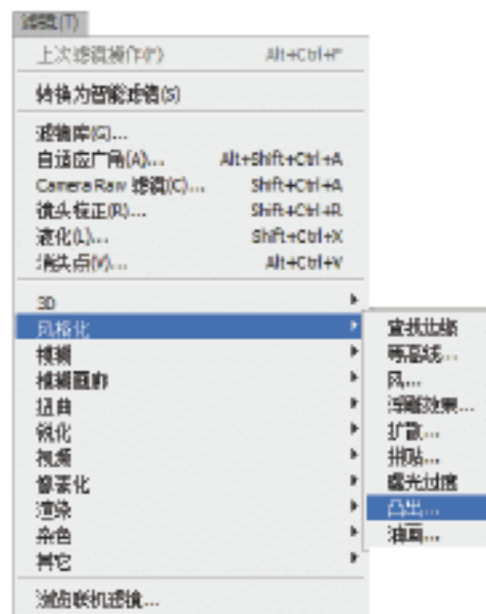 滤镜(T)
上次滤镜操作(F) Alt+Ctrl+F
转换为智能滤镜(S)
滤镜库(G)...
自适应广角(A)... Alt+Shift+Ctrl+A
Camera Raw 滤镜(C)... Shift+Ctrl+A
镜头校正(R)... Shift+Ctrl+R
液化(L)... Shift+Ctrl+X
消失点(V)... Alt+Ctrl+V
3D
风格化
模糊
模糊画廊
扭曲
锐化
视频
像素化
渲染
杂色
其它
浏览联机滤镜...
查找边缘
等高线...
风...
浮雕效果...
扩散...
拼贴...
曝光过度
凸出...
油画...